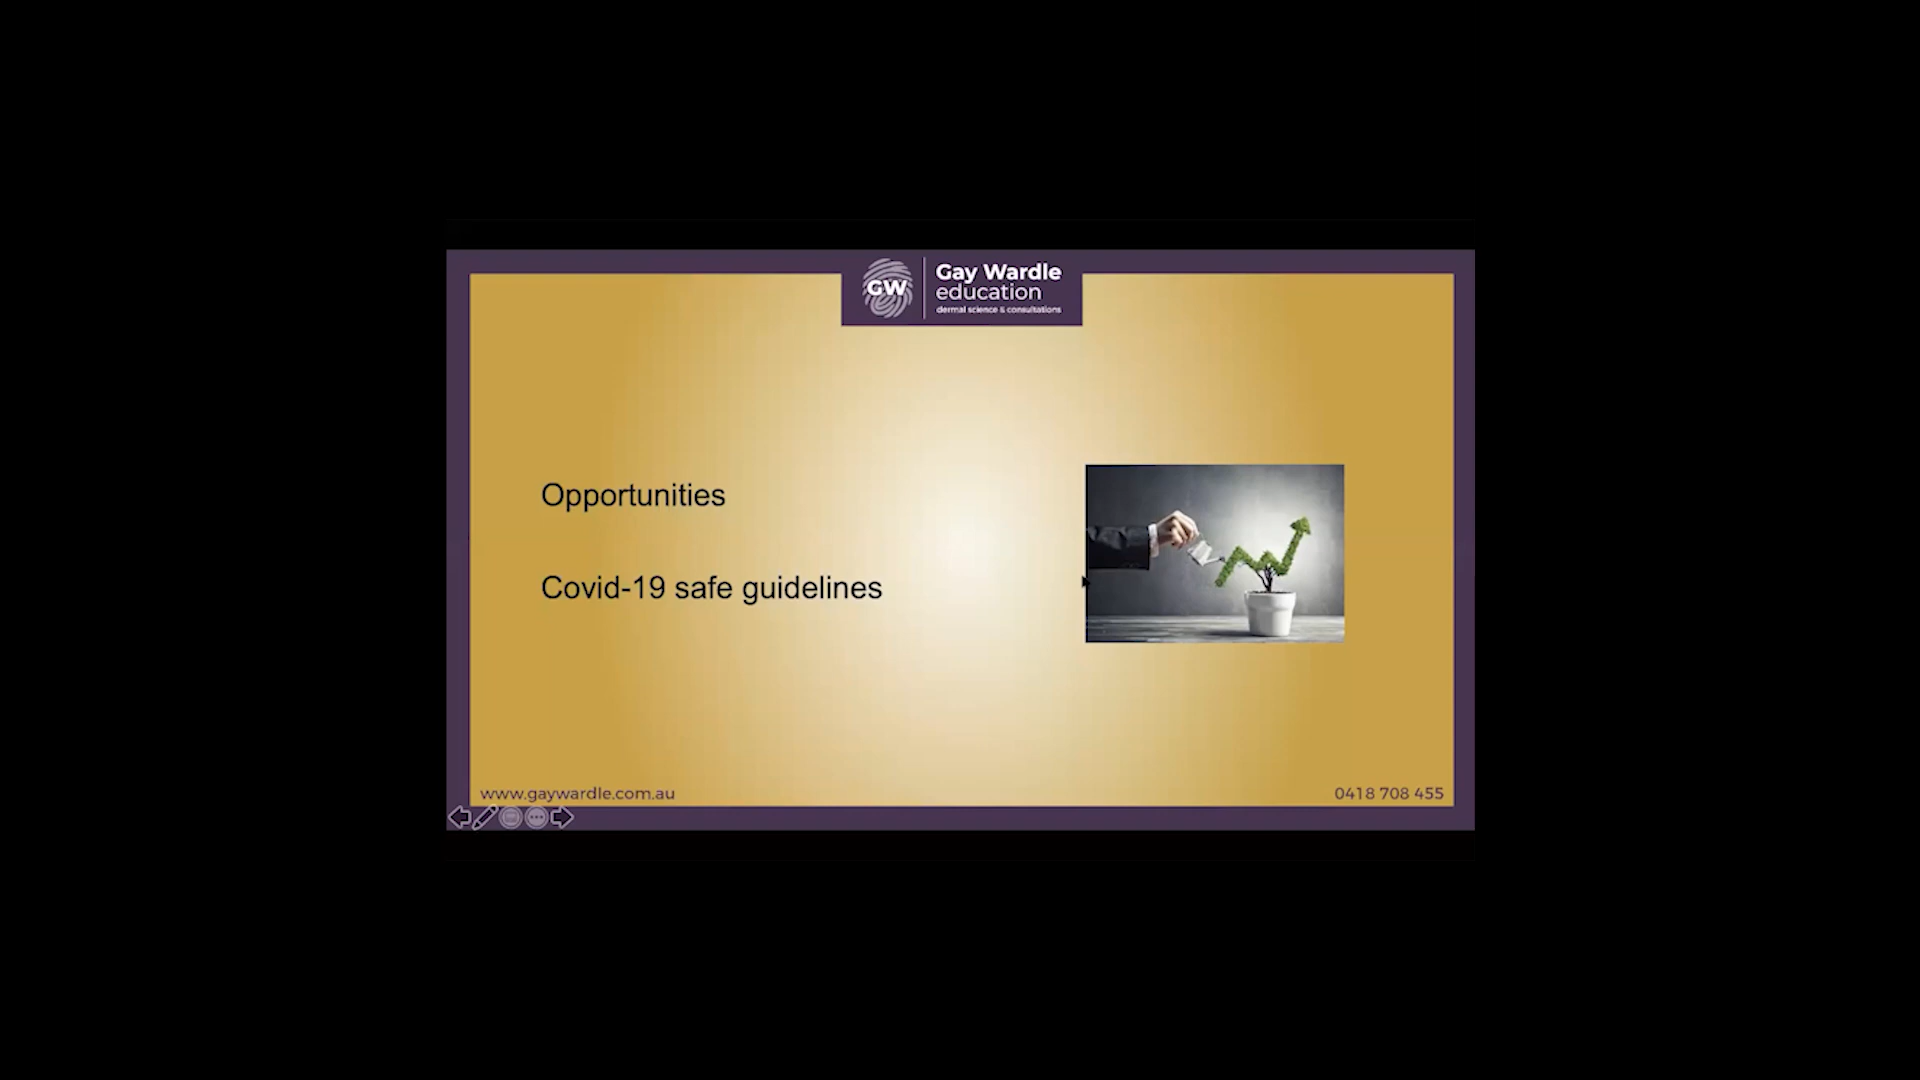 GW
Gay Wardle
education
dermal science & consultations
Opportunities
Covid-19 safe guidelines
www.gaywardle.com.au
0418 708 455